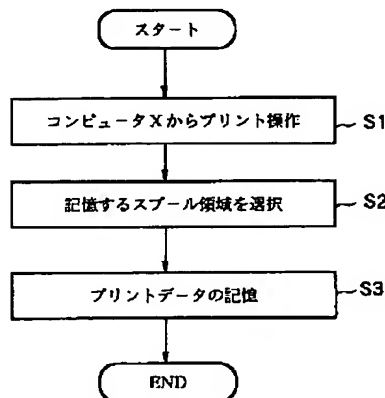 スタート
コンピュータXからプリント操作 ~S1
記憶するスプール領域を選択 ~S2
プリントデータの記憶 ~S3
END